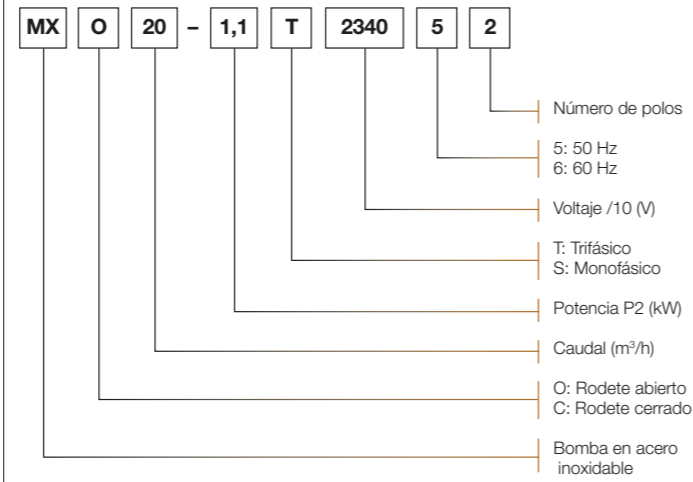 MX O 20 – 1,1 T 2340 5 2
Número de polos
5: 50 Hz
6: 60 Hz
Voltaje /10 (V)
T: Trifásico
S: Monofásico
Potencia P2 (kW)
Caudal (m³/h)
O: Rodete abierto
C: Rodete cerrado
Bomba en acero
inoxidable